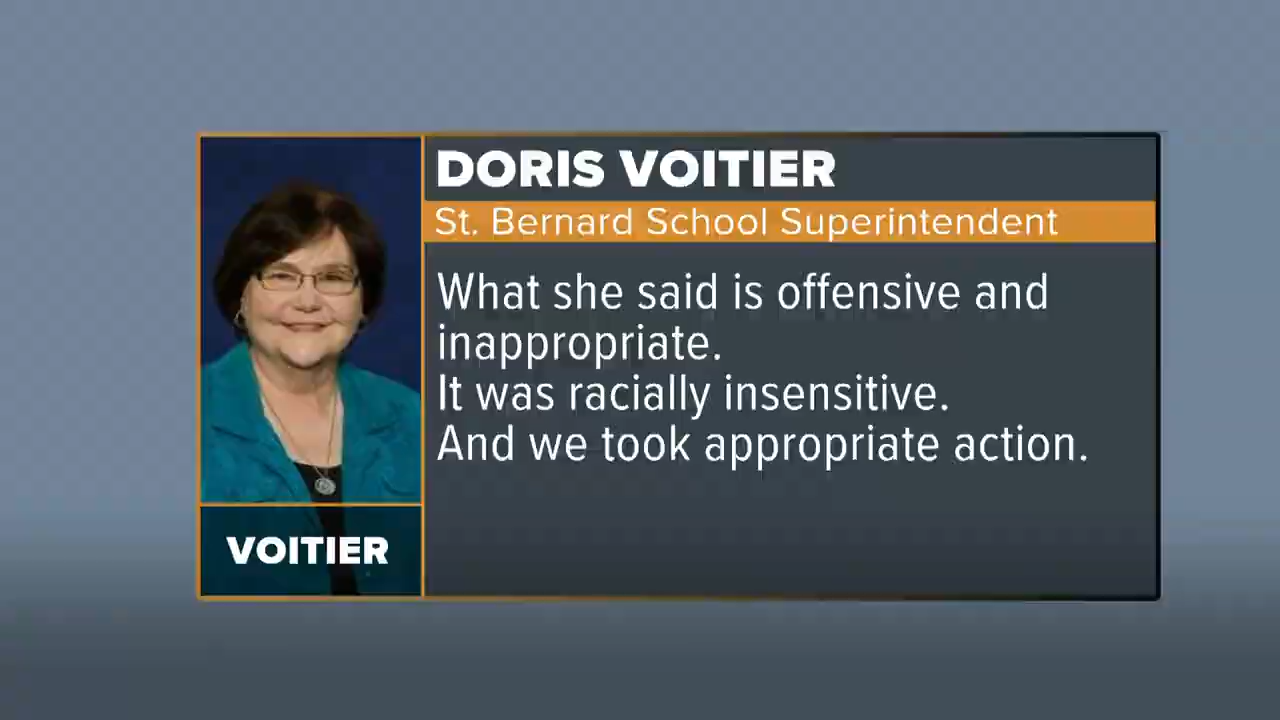 DORIS VOITIER
St. Bernard School Superintendent
What she said is offensive and
inappropriate.
It was racially insensitive.
And we took appropriate action.
VOITIER